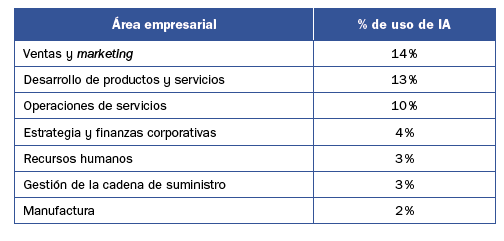 Área empresarial % de uso de IA
Ventas y marketing 14%
Desarrollo de productos y servicios 13%
Operaciones de servicios 10%
Estrategia y finanzas corporativas 4%
Recursos humanos 3%
Gestión de la cadena de suministro 3%
Manufactura 2%